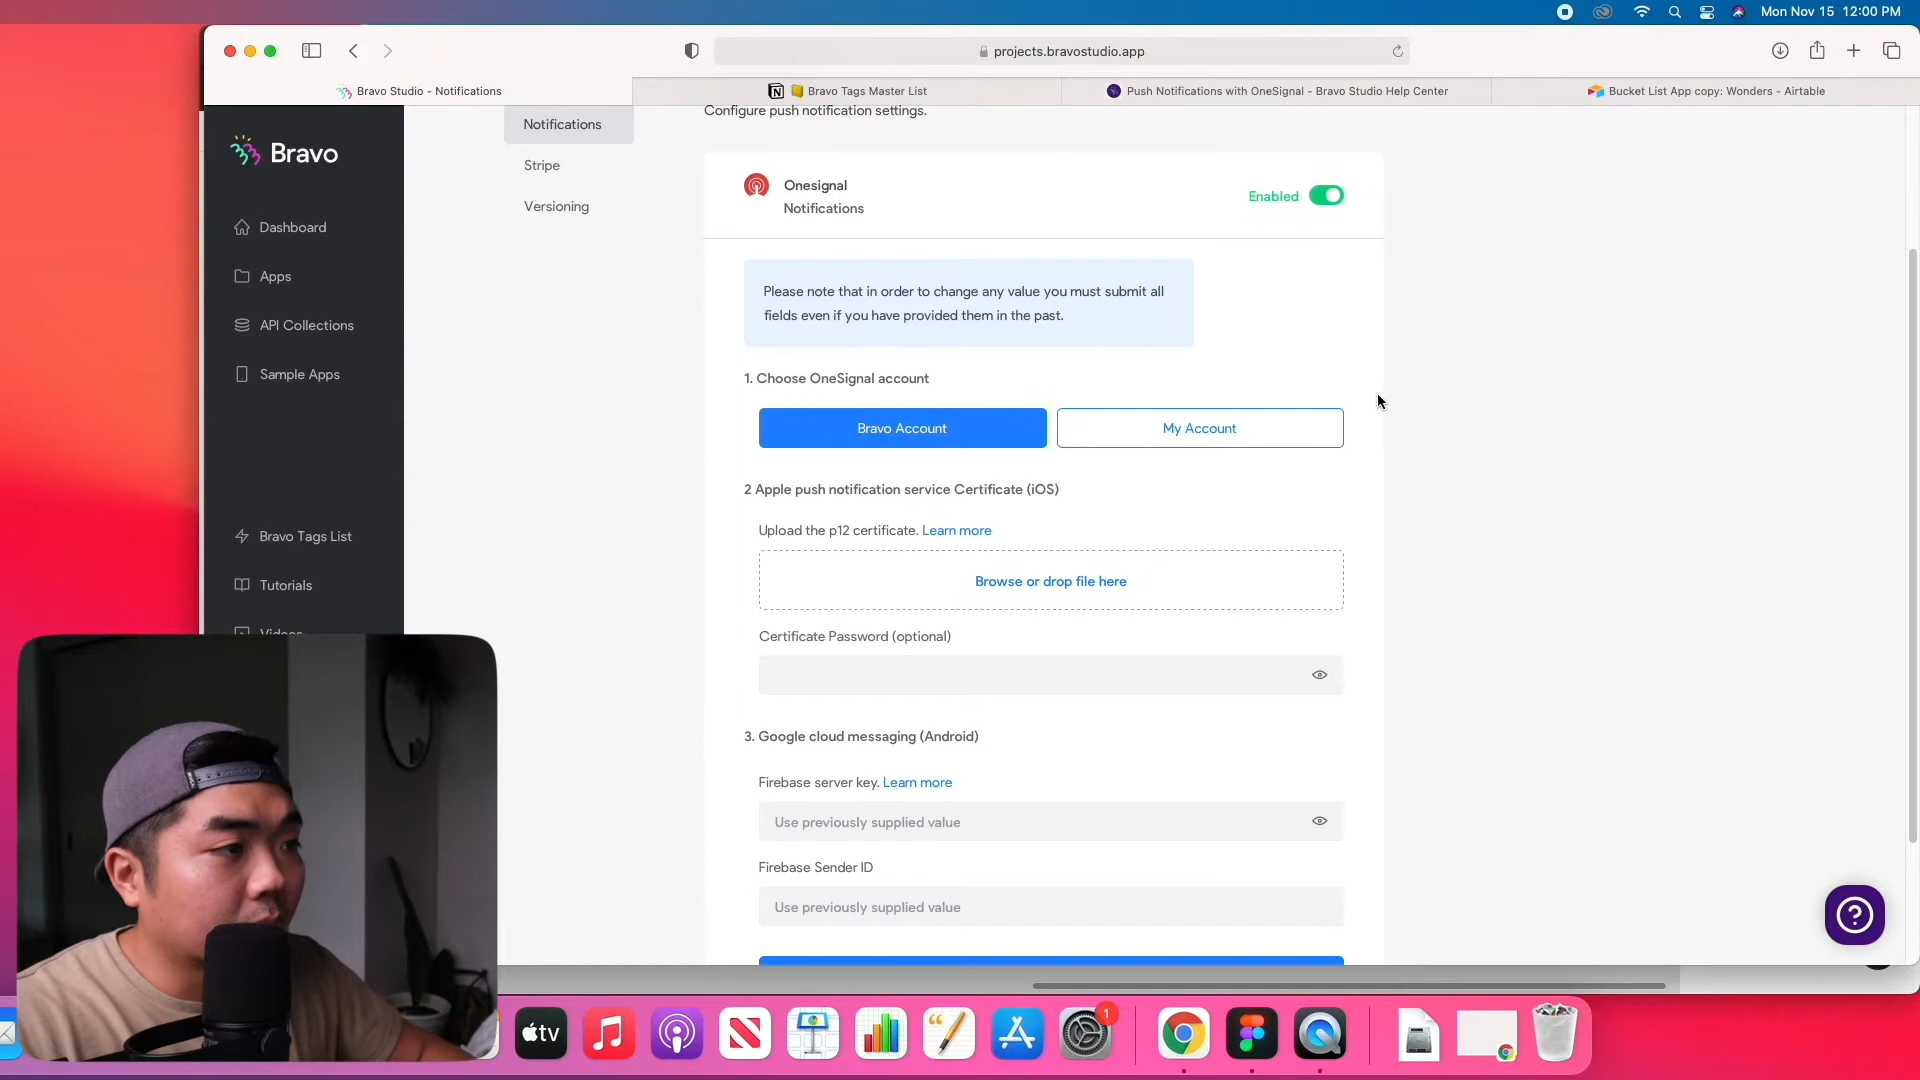 Mon Nov 15 12:00 PM
projects.bravostudio.app
Bravo Studio - Notifications
Bravo Tags Master List
Push Notifications with OneSignal - Bravo Studio Help Center
Bucket List App copy: Wonders - Airtable
Bravo
Dashboard
Apps
API Collections
Sample Apps
Bravo Tags List
Tutorials
Videos
Notifications
Stripe
Versioning
Configure push notification settings.
Onesignal
Notifications
Enabled
Please note that in order to change any value you must submit all
fields even if you have provided them in the past.
1. Choose OneSignal account
Bravo Account
My Account
2 Apple push notification service Certificate (iOS)
Upload the p12 certificate. Learn more
Browse or drop file here
Certificate Password (optional)
3. Google cloud messaging (Android)
Firebase server key. Learn more
Use previously supplied value
Firebase Sender ID
Use previously supplied value
tv
1